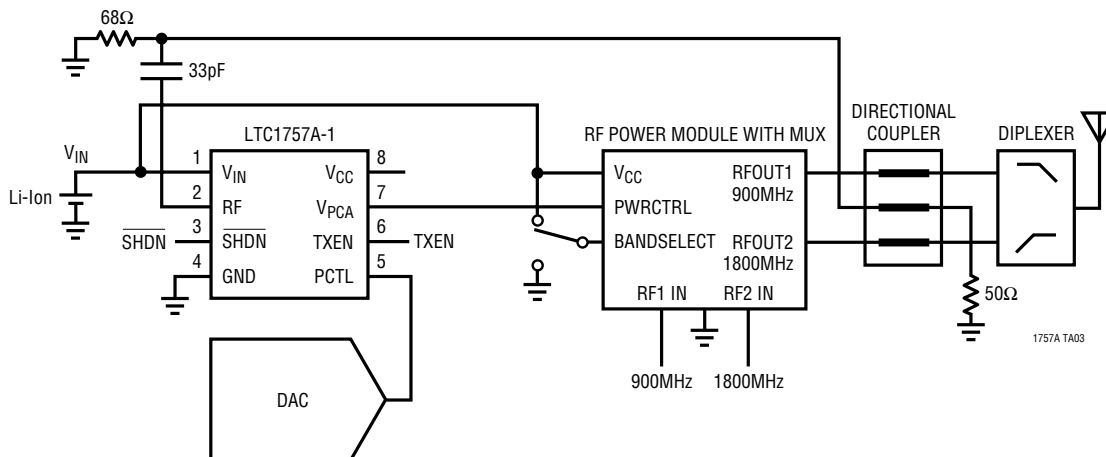 68Ω
33pF
LTC1757A-1
RF POWER MODULE WITH MUX
DIRECTIONAL
COUPLER
DIPLEXER
VIN
Li-Ion
1
VIN
2
RF
SHDN
3
SHDN
4
GND
VCC
8
VPCA
7
TXEN
6
TXEN
PCTL
5
VCC
PWRCTRL
BANDSELECT
RFOUT1
900MHz
RFOUT2
1800MHz
RF1 IN
RF2 IN
900MHz
1800MHz
50Ω
1757A TA03
DAC